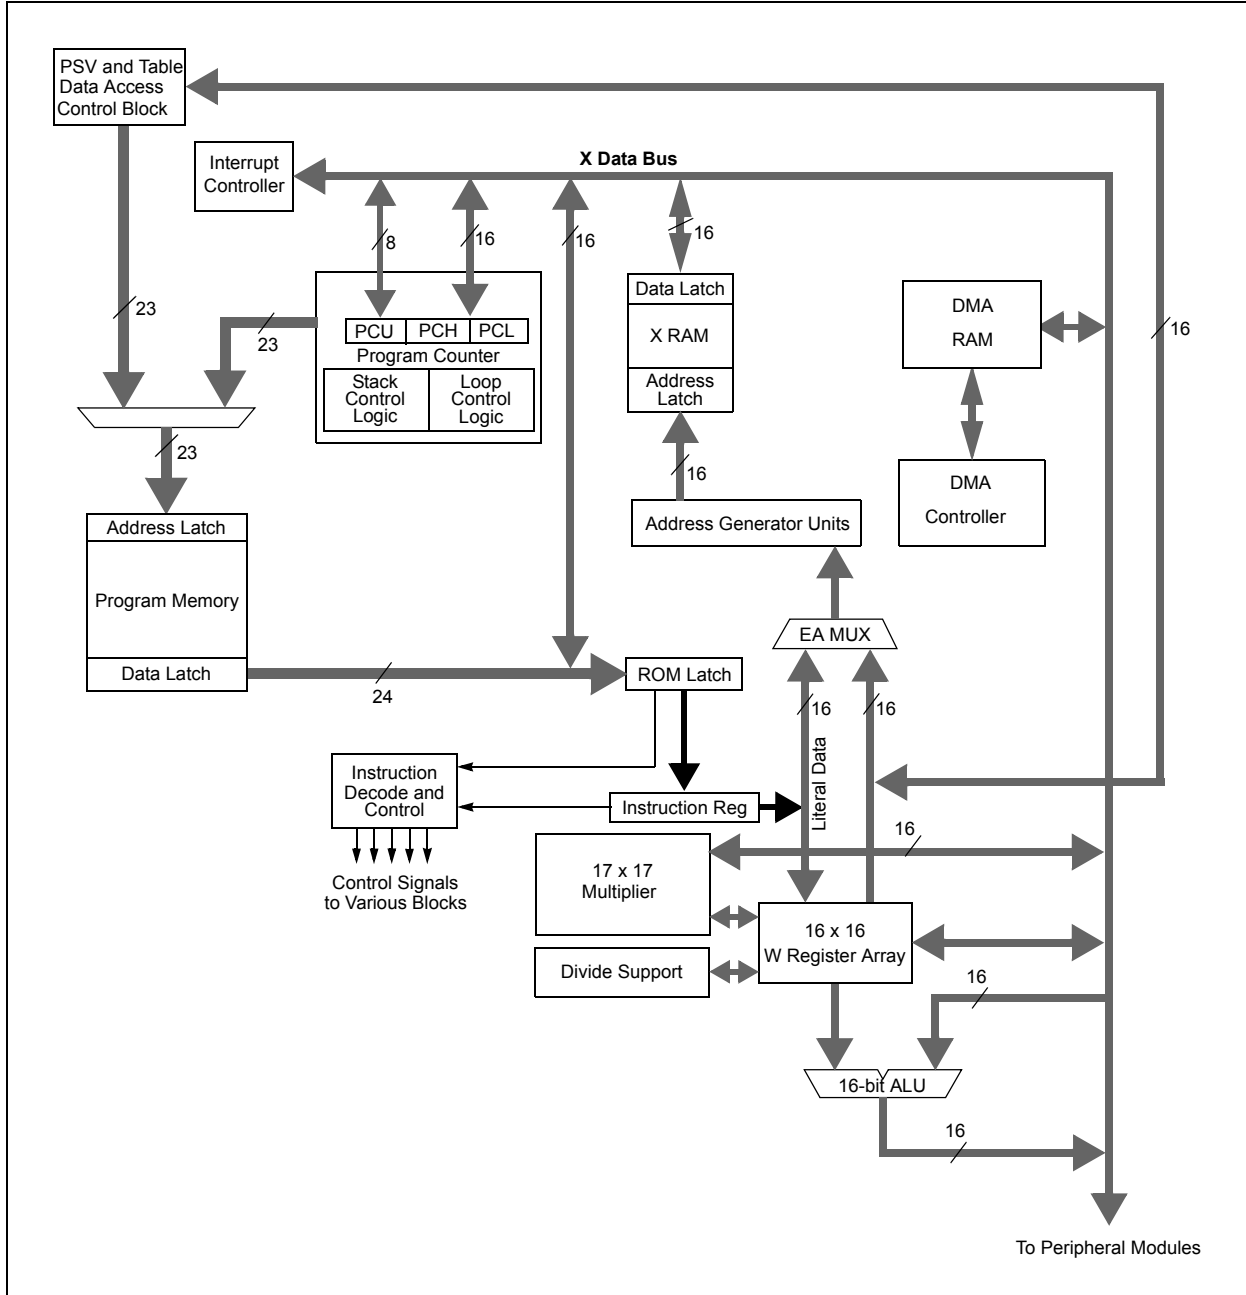 PSV and Table
Data Access
Control Block
Interrupt
Controller
X Data Bus
8
16
16
16
23
23
16
PCU
PCH
PCL
Program Counter
Stack
Control
Logic
Loop
Control
Logic
Data Latch
X RAM
Address
Latch
DMA
RAM
23
16
DMA
Controller
Address Generator Units
Address Latch
Program Memory
Data Latch
24
EA MUX
ROM Latch
16
16
Literal Data
Instruction
Decode and
Control
Instruction Reg
Control Signals
to Various Blocks
17 x 17
Multiplier
16
16 x 16
W Register Array
Divide Support
16
16-bit ALU
16
To Peripheral Modules